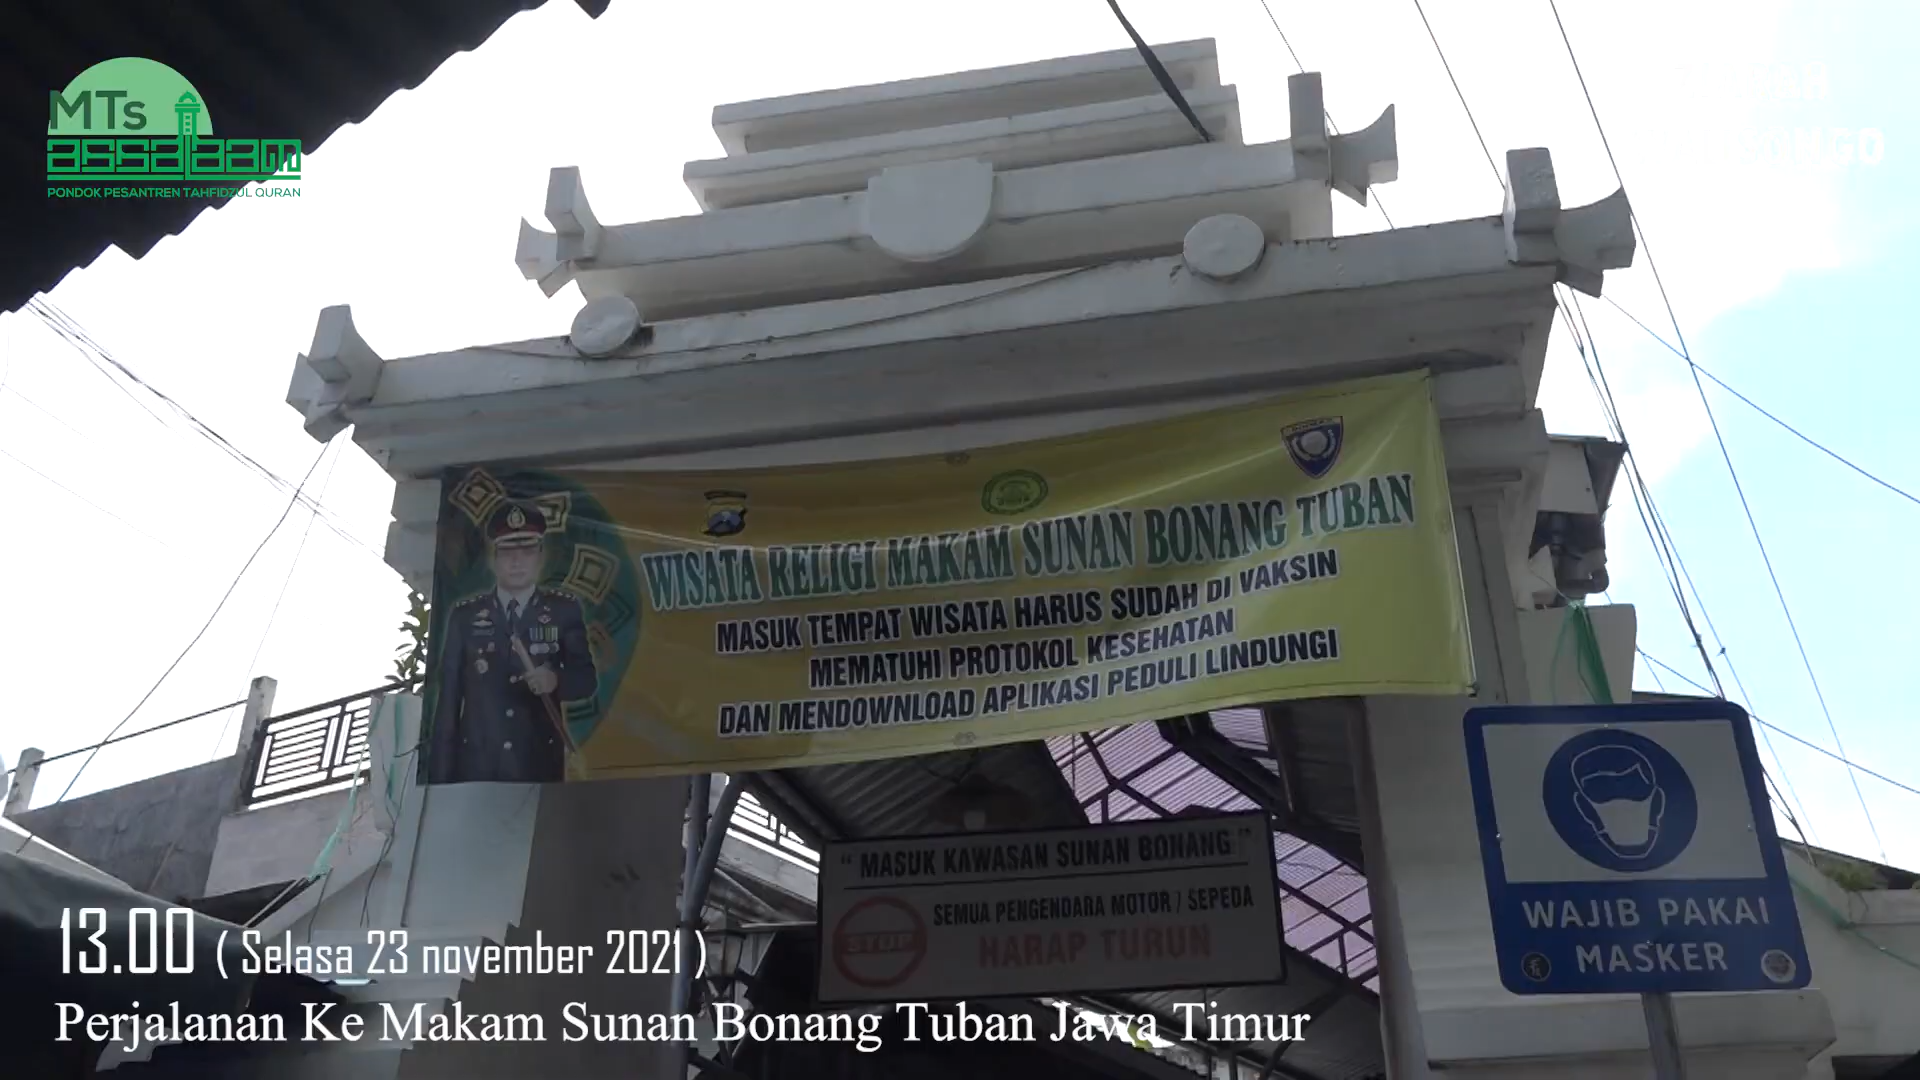 MTs
assalaam
PONDOK PESANTREN TAHFIDZUL QURAN
WISATA RELIGI MAKAM SUNAN BONANG TUBAN
MASUK TEMPAT WISATA HARUS SUDAH DI VAKSIN
MEMATUHI PROTOKOL KESEHATAN
DAN MENDOWNLOAD APLIKASI PEDULI LINDUNGI
" MASUK KAWASAN SUNAN BONANG "
SEMUA PENGENDARA MOTOR / SEPEDA
STOP
HARAP TURUN
WAJIB PAKAI
MASKER
13.00 ( Selasa 23 november 2021 )
Perjalanan Ke Makam Sunan Bonang Tuban Jawa Timur